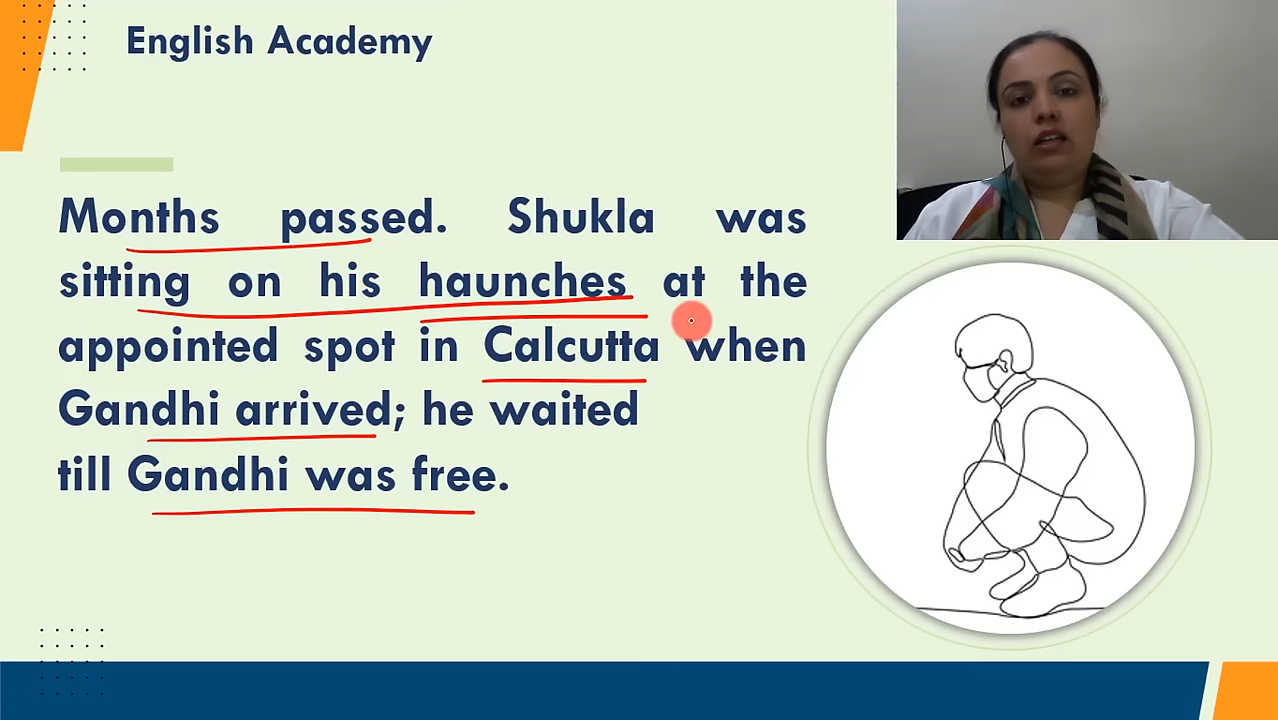 English Academy
Months passed. Shukla was
sitting on his haunches at the
appointed spot in Calcutta when
Gandhi arrived; he waited
till Gandhi was free.